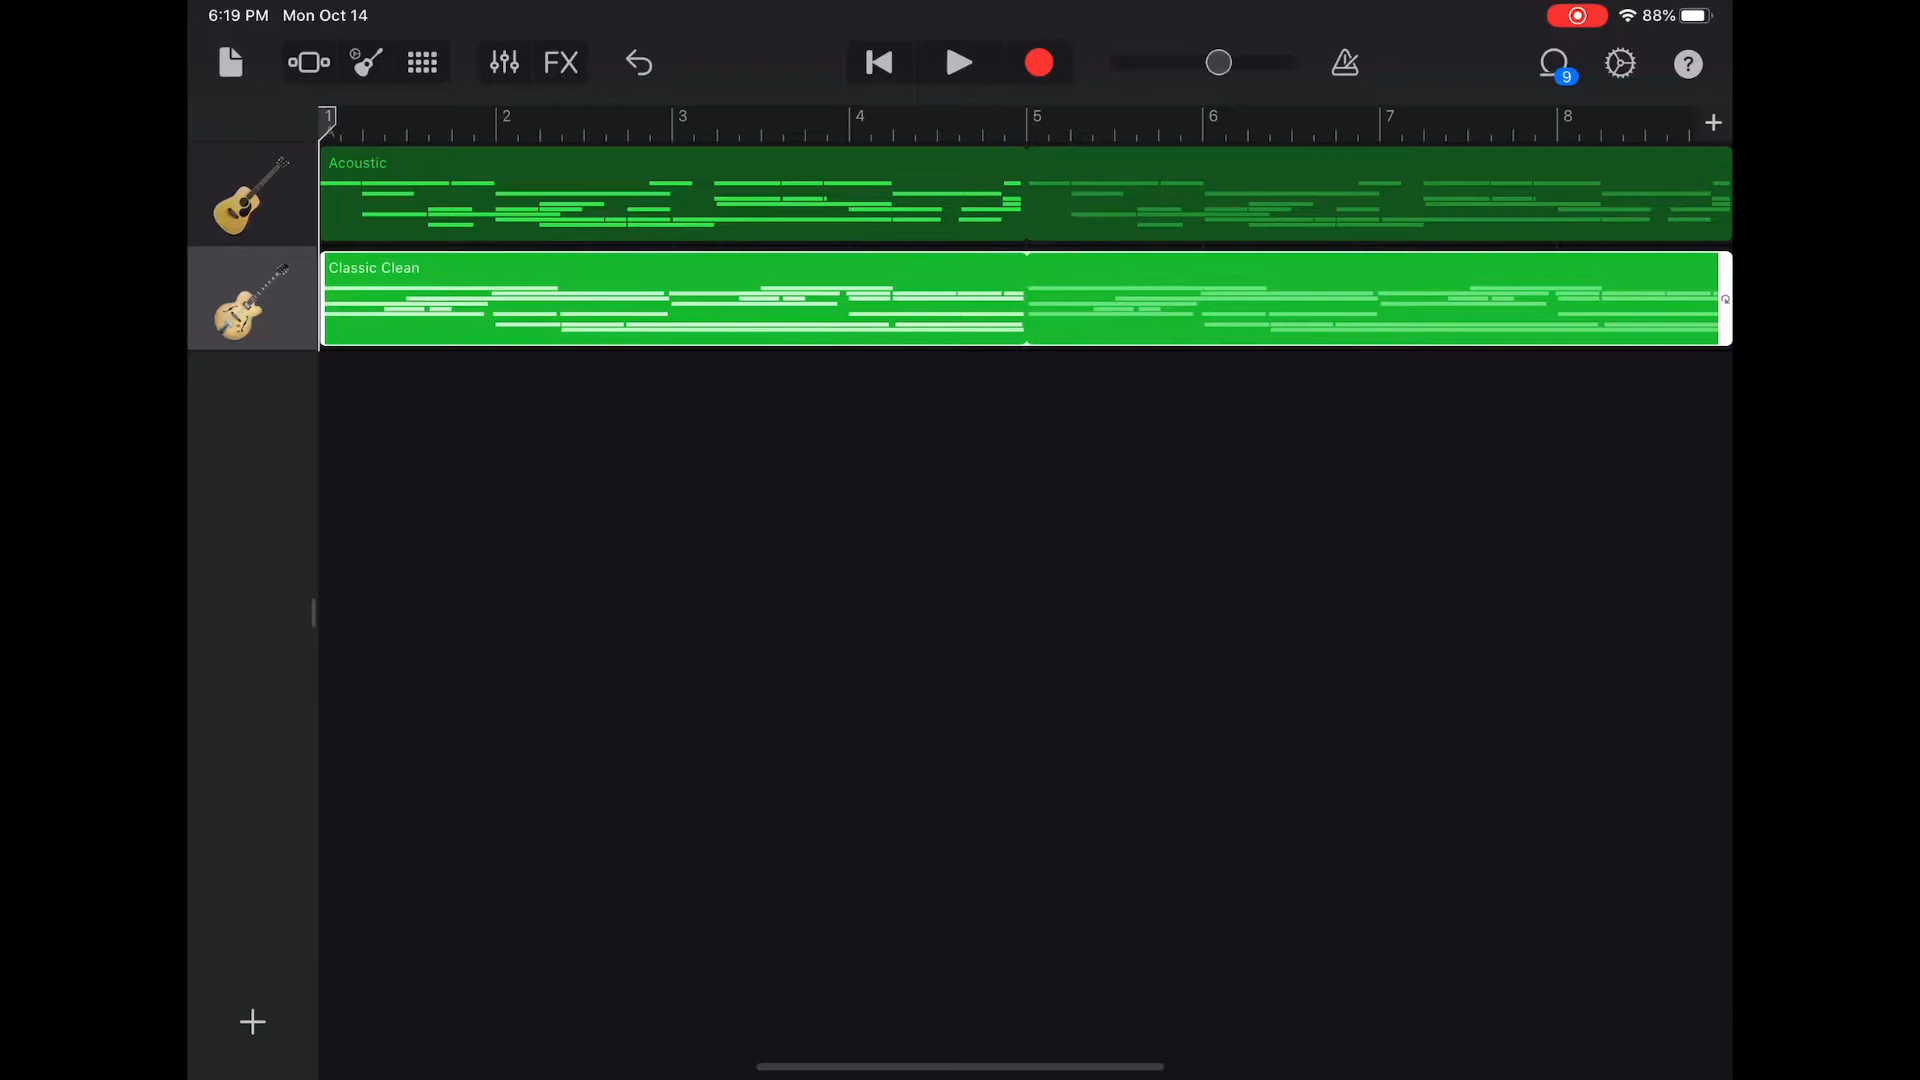 6:19 PM Mon Oct 14
88%
FX
9
?
1 2 3 4 5 6 7 8
Acoustic
Classic Clean